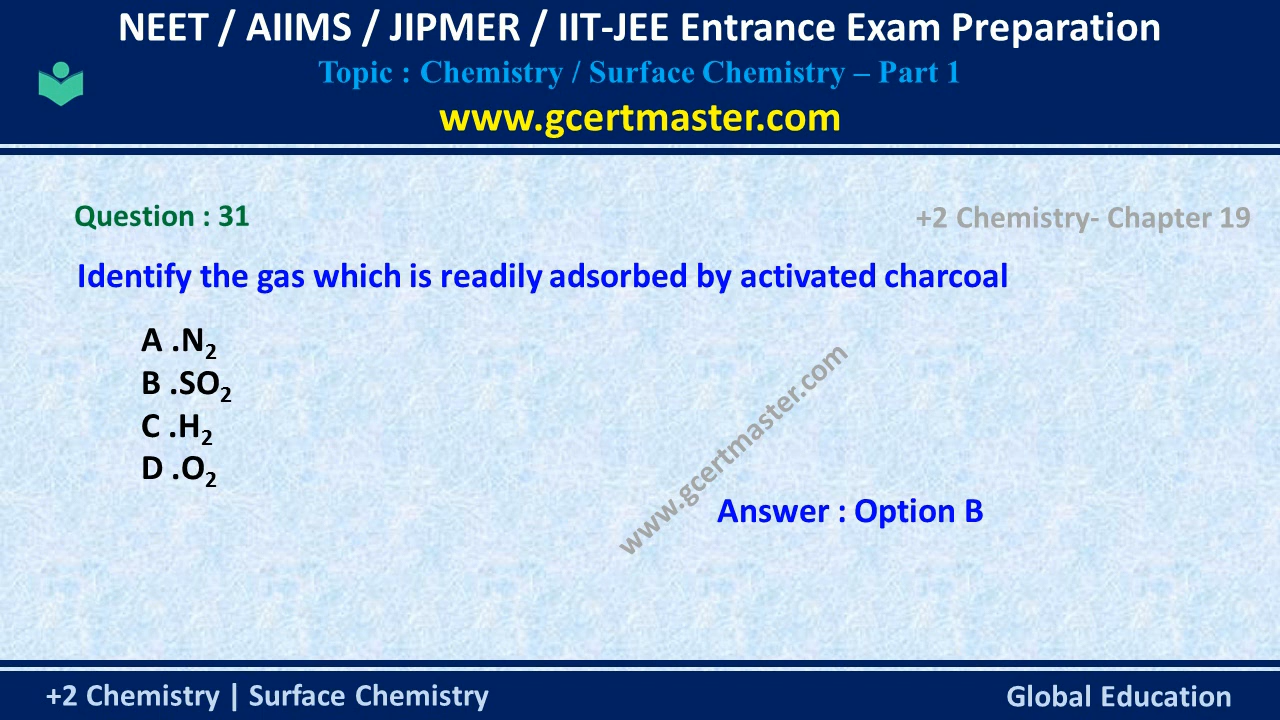 NEET / AIIMS / JIPMER / IIT-JEE Entrance Exam Preparation
Topic : Chemistry / Surface Chemistry – Part 1
www.gcertmaster.com
Question : 31
+2 Chemistry- Chapter 19
Identify the gas which is readily adsorbed by activated charcoal
A .N₂
B .SO₂
C .H₂
D .O₂
www.gcertmaster.com
Answer : Option B
+2 Chemistry | Surface Chemistry
Global Education